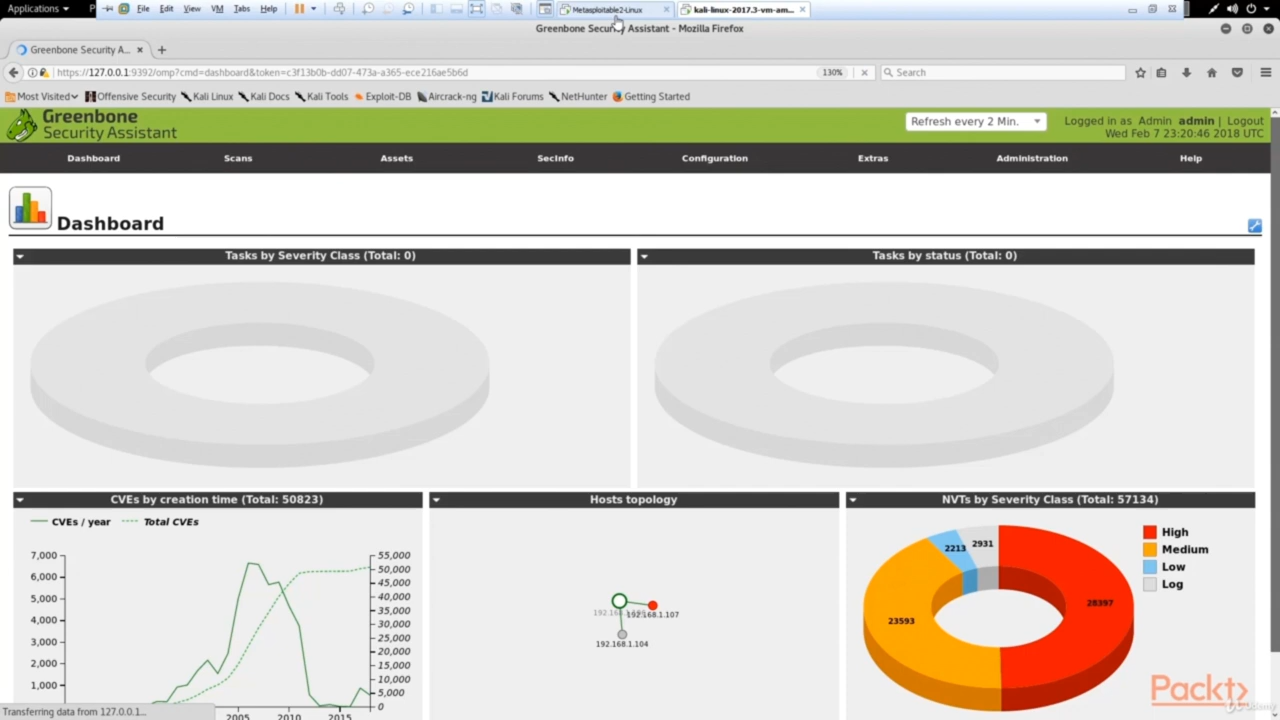 Applications ▾ P File Edit View VM Tabs Help Metasploitable2-Linux kali-linux-2017.3-vm-am...
Greenbone Security Assistant - Mozilla Firefox
Greenbone Security A...
https://127.0.0.1:9392/omp?cmd=dashboard&token=c3f13b0b-dd07-473a-a365-ece216ae5b6d 130% Search
Most Visited Offensive Security Kali Linux Kali Docs Kali Tools Exploit-DB Aircrack-ng Kali Forums NetHunter Getting Started
Greenbone
Security Assistant
Refresh every 2 Min.
Logged in as Admin admin | Logout
Wed Feb 7 23:20:46 2018 UTC
Dashboard Scans Assets SecInfo Configuration Extras Administration Help
Dashboard
Tasks by Severity Class (Total: 0)
Tasks by status (Total: 0)
CVEs by creation time (Total: 50823)
CVEs / year Total CVEs
7,000
6,000
5,000
4,000
3,000
2,000
1,000
55,000
50,000
45,000
40,000
35,000
30,000
25,000
20,000
15,000
10,000
5,000
0
2005 2010 2015
Hosts topology
192.168.1.107
192.168.1.104
NVTs by Severity Class (Total: 57134)
2213
2931
23593
28397
High
Medium
Low
Log
Transferring data from 127.0.0.1...
Packt>
Udemy